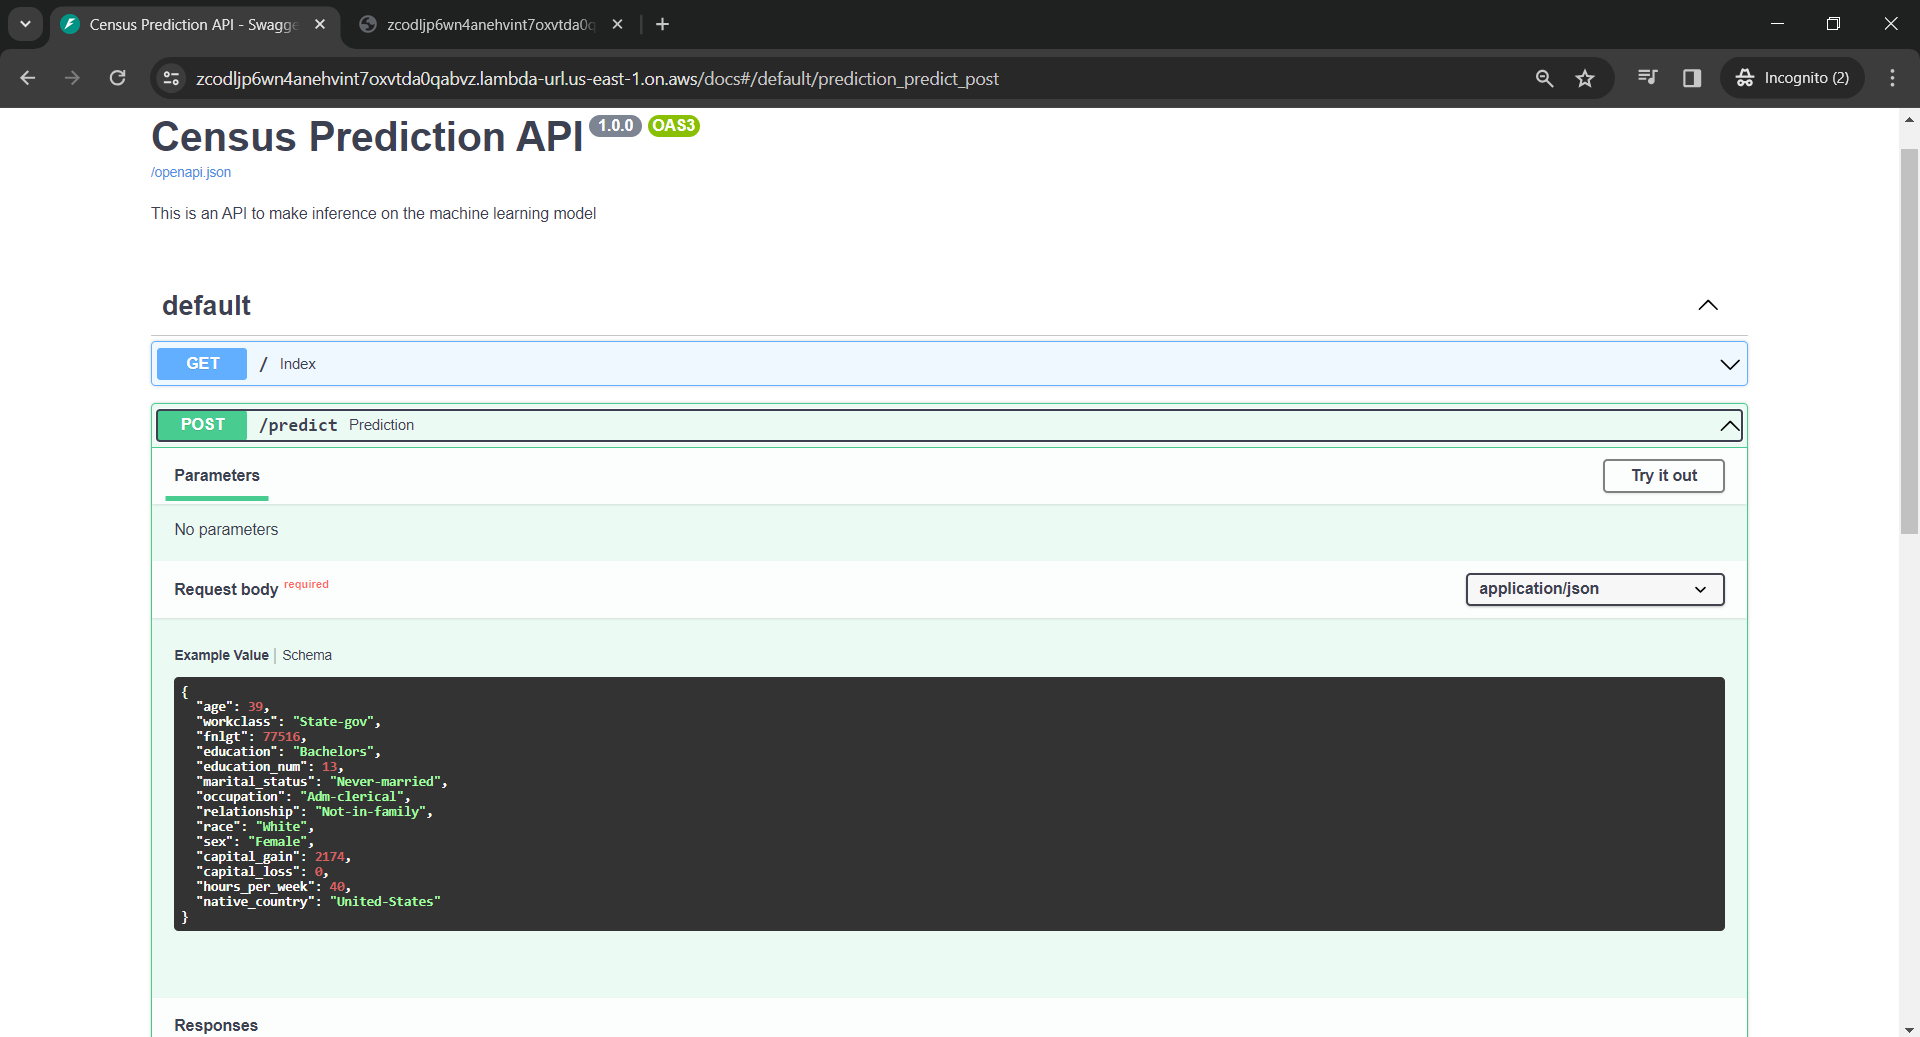 Census Prediction API - Swagge
zcodljp6wn4anehvint7oxvtda0q
zcodljp6wn4anehvint7oxvtda0qabvz.lambda-url.us-east-1.on.aws/docs#/default/prediction_predict_post
Incognito (2)
Census Prediction API 1.0.0 OAS3
/openapi.json
This is an API to make inference on the machine learning model
default
GET / Index
POST /predict Prediction
Parameters
Try it out
No parameters
Request body required
application/json
Example Value | Schema
{
"age": 39,
"workclass": "State-gov",
"fnlgt": 77516,
"education": "Bachelors",
"education_num": 13,
"marital_status": "Never-married",
"occupation": "Adm-clerical",
"relationship": "Not-in-family",
"race": "White",
"sex": "Female",
"capital_gain": 2174,
"capital_loss": 0,
"hours_per_week": 40,
"native_country": "United-States"
}
Responses